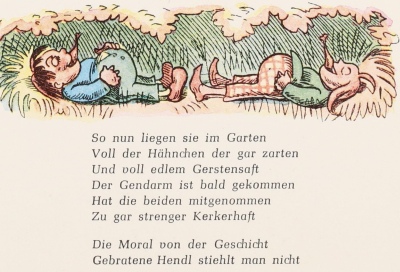 So nun liegen sie im Garten
Voll der Hähnchen der gar zarten
Und voll edlem Gerstensaft
Der Gendarm ist bald gekommen
Hat die beiden mitgenommen
Zu gar strenger Kerkerhaft
Die Moral von der Geschicht
Gebratene Hendl stiehlt man nicht